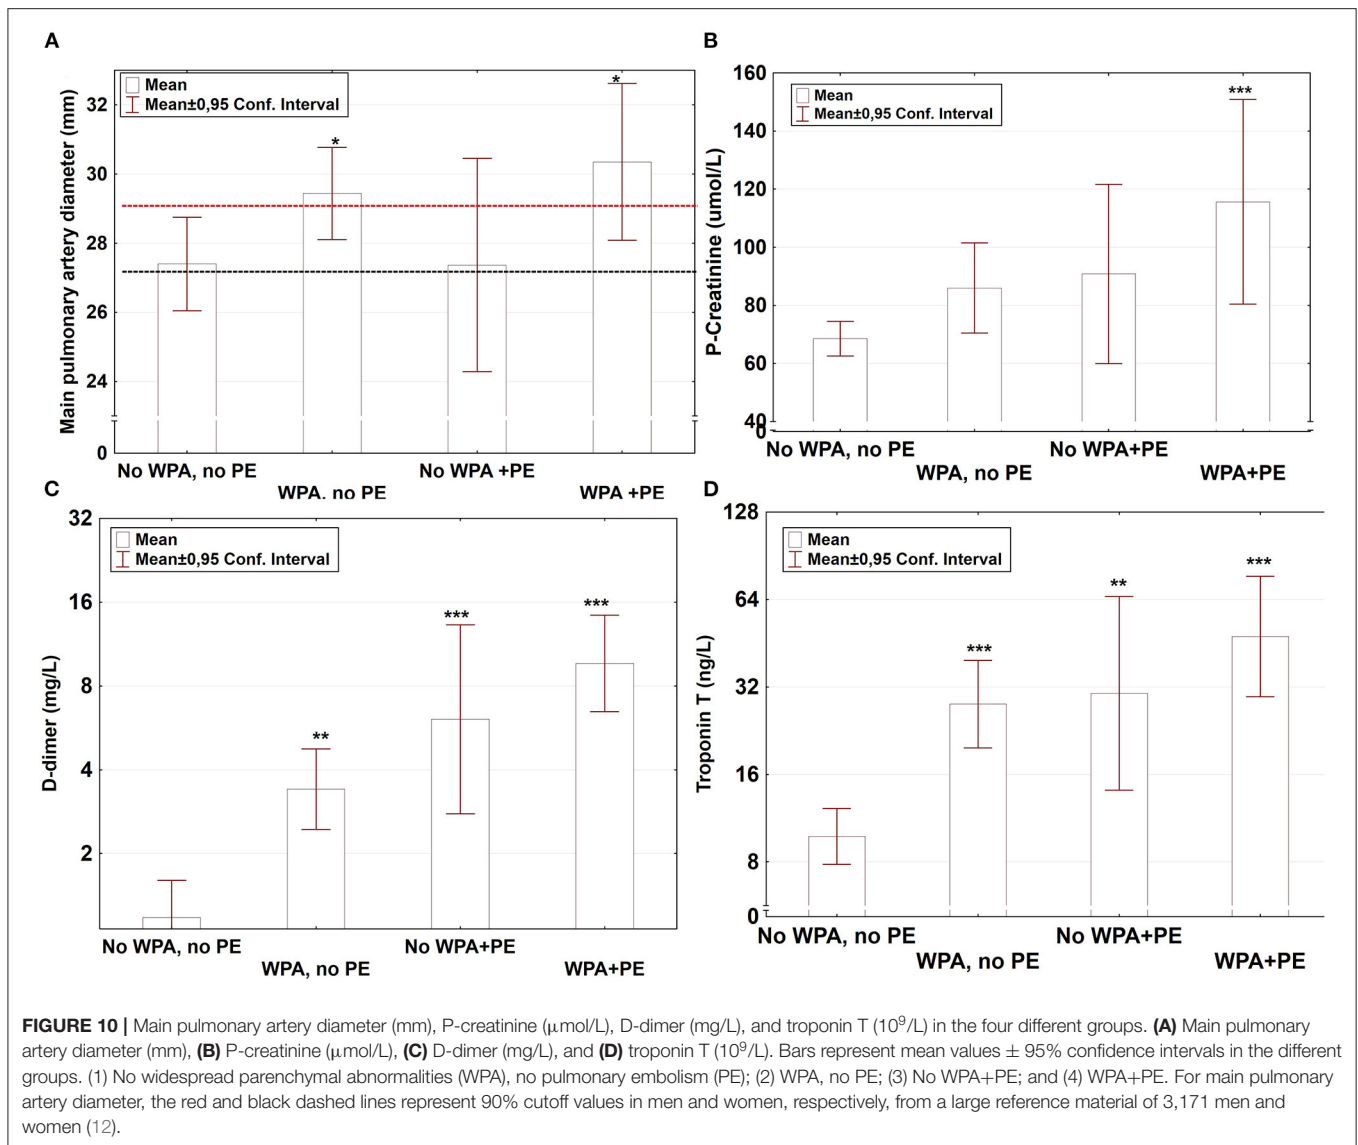 A
Main pulmonary artery diameter (mm)
Mean
Mean±0,95 Conf. Interval
32
30
28
26
24
0
*
*
No WPA, no PE
WPA, no PE
No WPA +PE
WPA +PE
B
P-Creatinine (umol/L)
Mean
Mean±0,95 Conf. Interval
160
140
120
100
80
60
40
0
***
No WPA, no PE
WPA, no PE
No WPA+PE
WPA+PE
C
D-dimer (mg/L)
Mean
Mean±0,95 Conf. Interval
32
16
8
4
2
**
***
***
No WPA, no PE
WPA, no PE
No WPA+PE
WPA+PE
D
Troponin T (ng/L)
Mean
Mean±0,95 Conf. Interval
128
64
32
16
8
0
***
**
***
No WPA, no PE
WPA, no PE
No WPA+PE
WPA+PE
FIGURE 10 | Main pulmonary artery diameter (mm), P-creatinine (μmol/L), D-dimer (mg/L), and troponin T (10⁹/L) in the four different groups. (A) Main pulmonary
artery diameter (mm), (B) P-creatinine (μmol/L), (C) D-dimer (mg/L), and (D) troponin T (10⁹/L). Bars represent mean values ± 95% confidence intervals in the different
groups. (1) No widespread parenchymal abnormalities (WPA), no pulmonary embolism (PE); (2) WPA, no PE; (3) No WPA+PE; and (4) WPA+PE. For main pulmonary
artery diameter, the red and black dashed lines represent 90% cutoff values in men and women, respectively, from a large reference material of 3,171 men and
women (12).